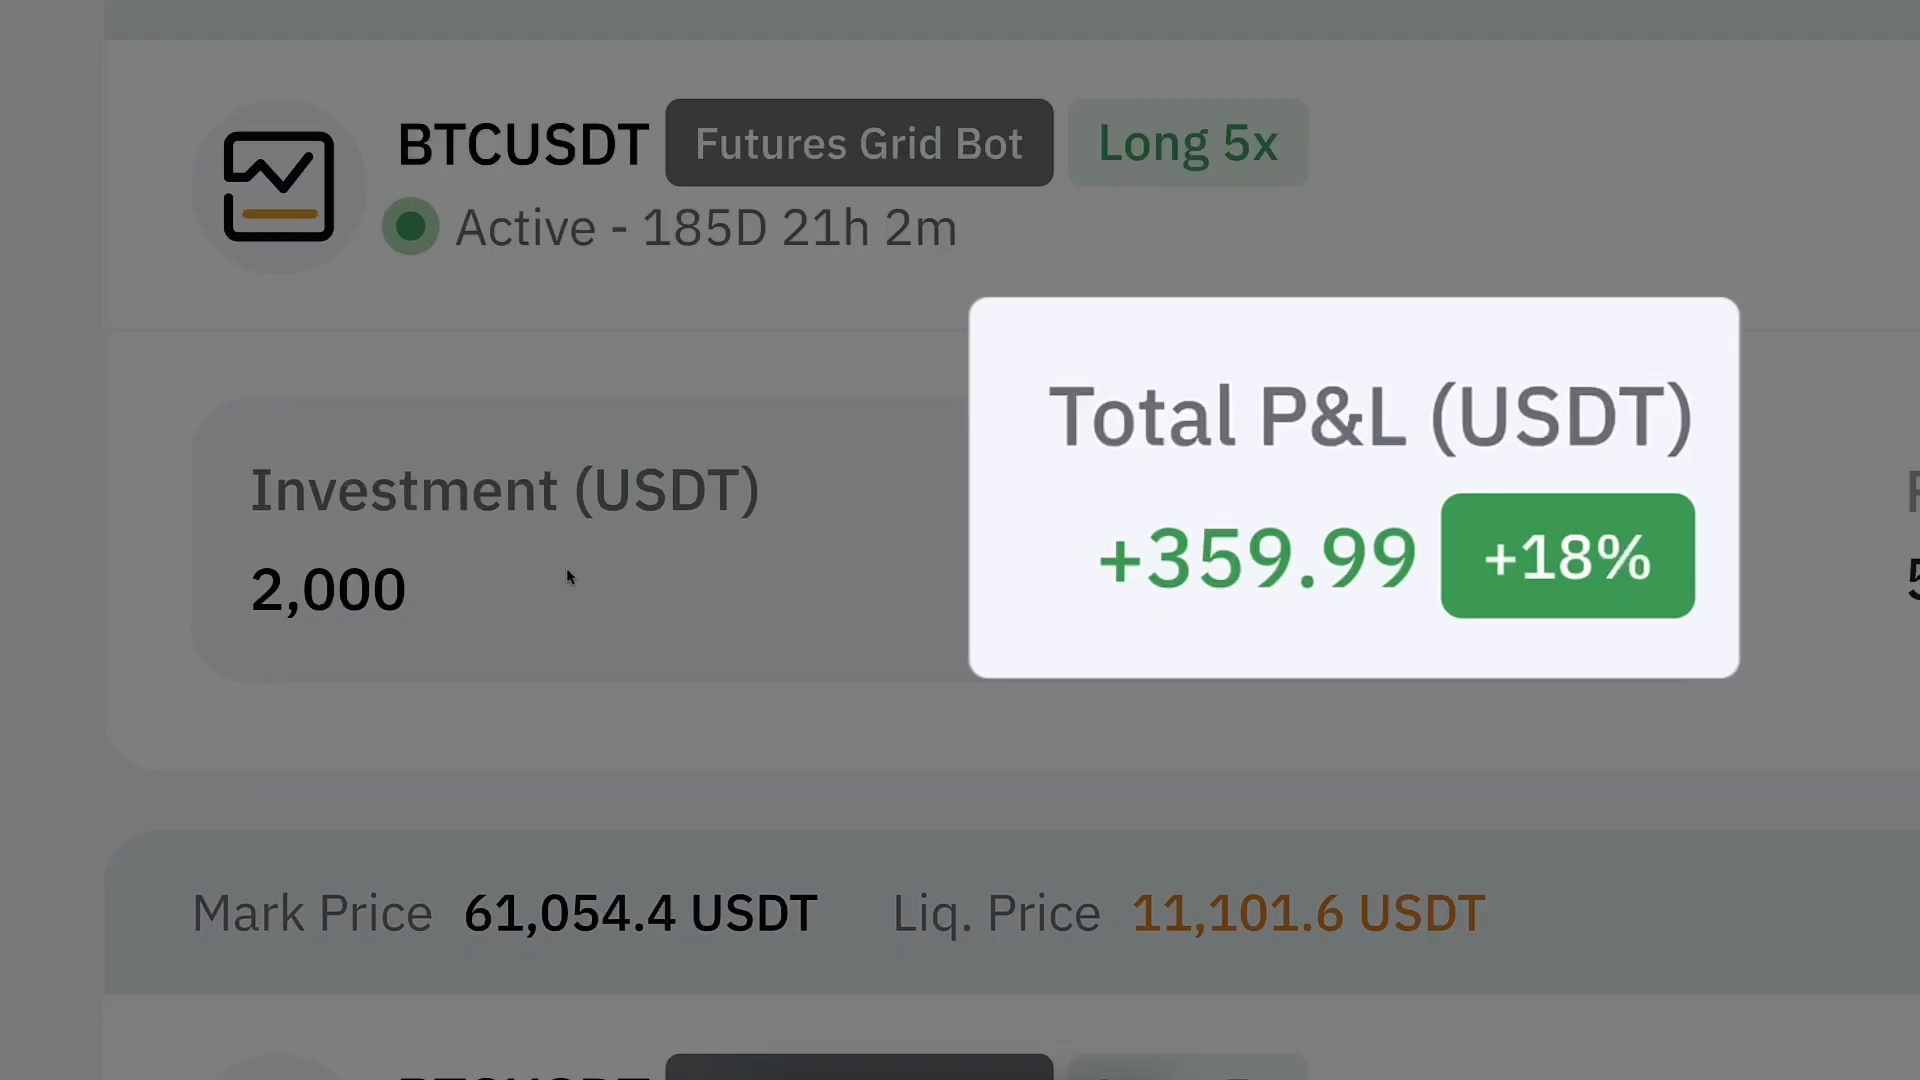 BTCUSDT Futures Grid Bot Long 5x
Active - 185D 21h 2m
Investment (USDT)
2,000
Total P&L (USDT)
+359.99 +18%
Mark Price 61,054.4 USDT Liq. Price 11,101.6 USDT